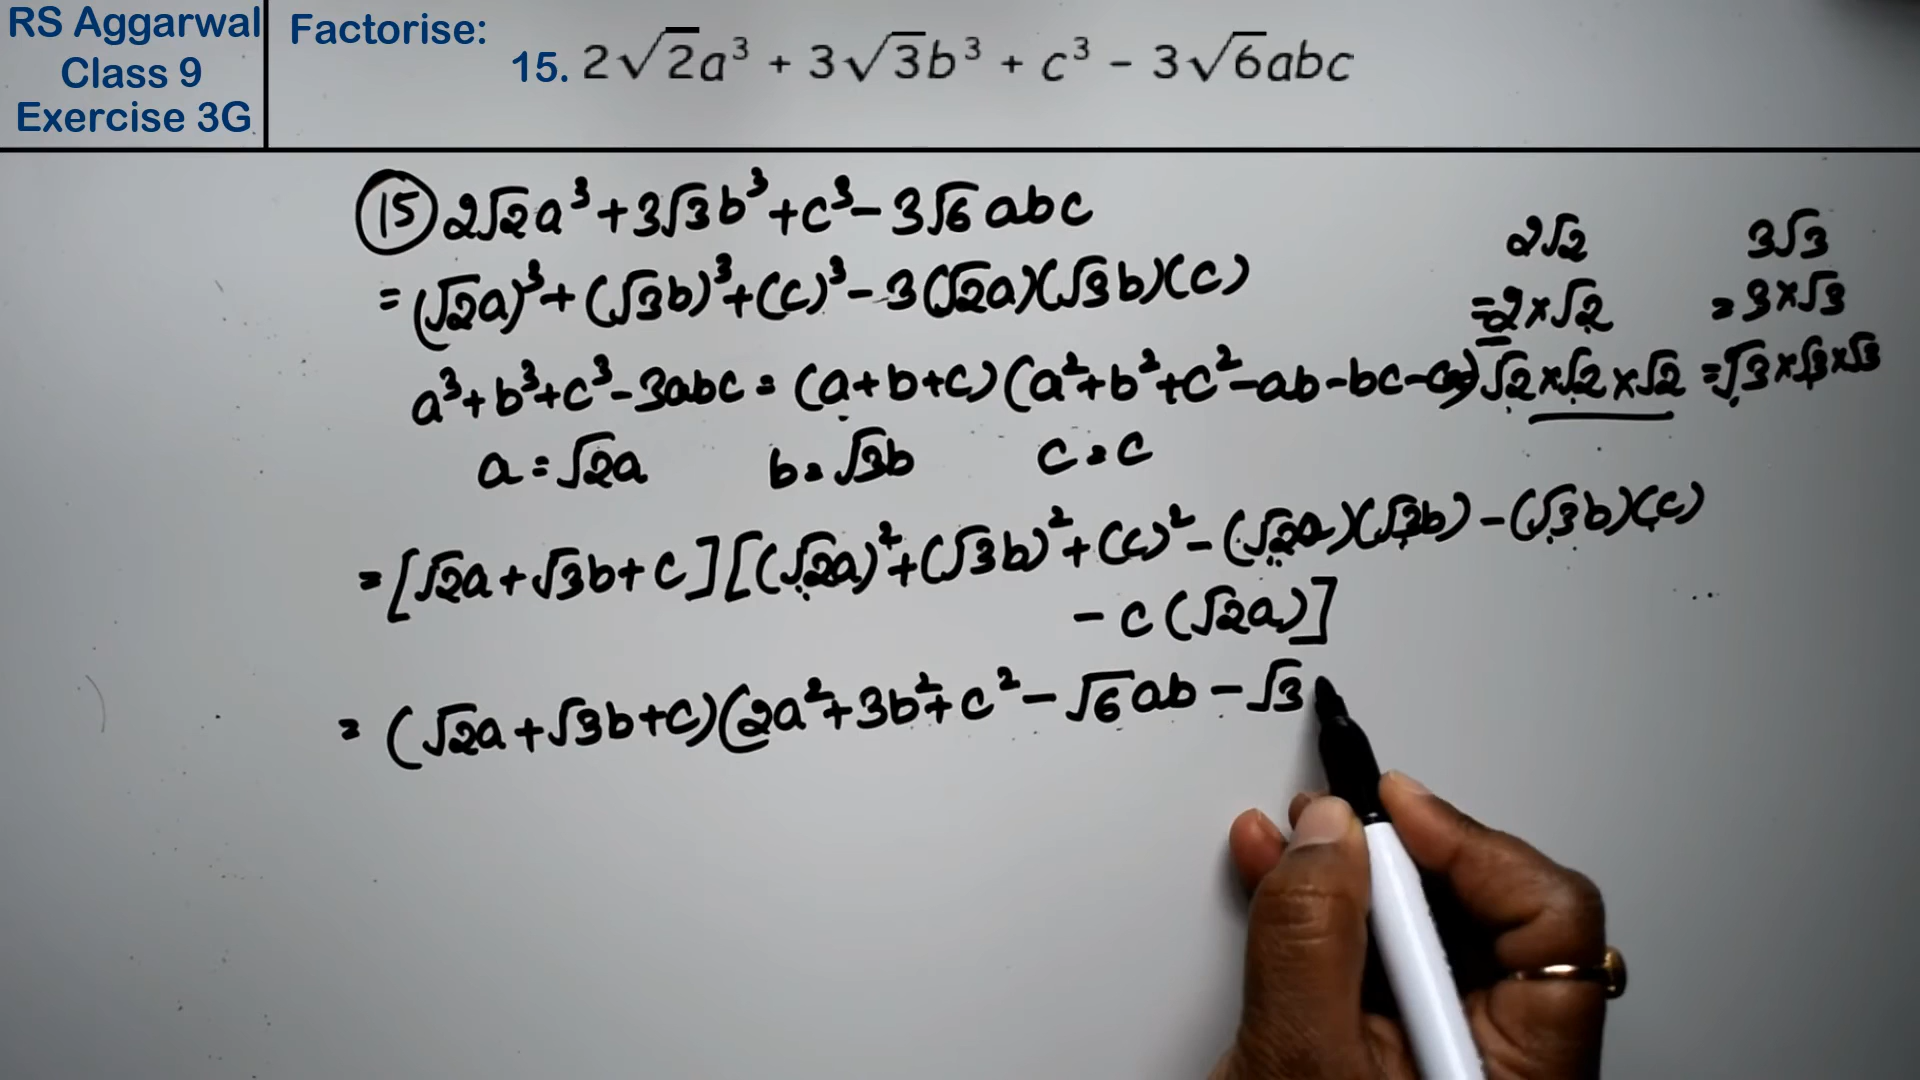 RS Aggarwal
Class 9
Exercise 3G
Factorise:
15. 2√2a³ + 3√3b³ + c³ - 3√6abc
⑮ 2√2a³+3√3b³+c³-3√6abc
= (√2a)³+(√3b)³+(c)³-3(√2a)(√3b)(c)
a³+b³+c³-3abc = (a+b+c)(a²+b²+c²-ab-bc-ca)
a = √2a b = √3b c = c
= [√2a+√3b+c][(√2a)²+(√3b)²+(c)²-(√2a)(√3b)-(√3b)(c)
- c(√2a)]
= (√2a+√3b+c)(2a²+3b²+c²-√6ab-√3
2√2
=2×√2
√2×√2×√2
3√3
= 3×√3
=√3×√3×√3